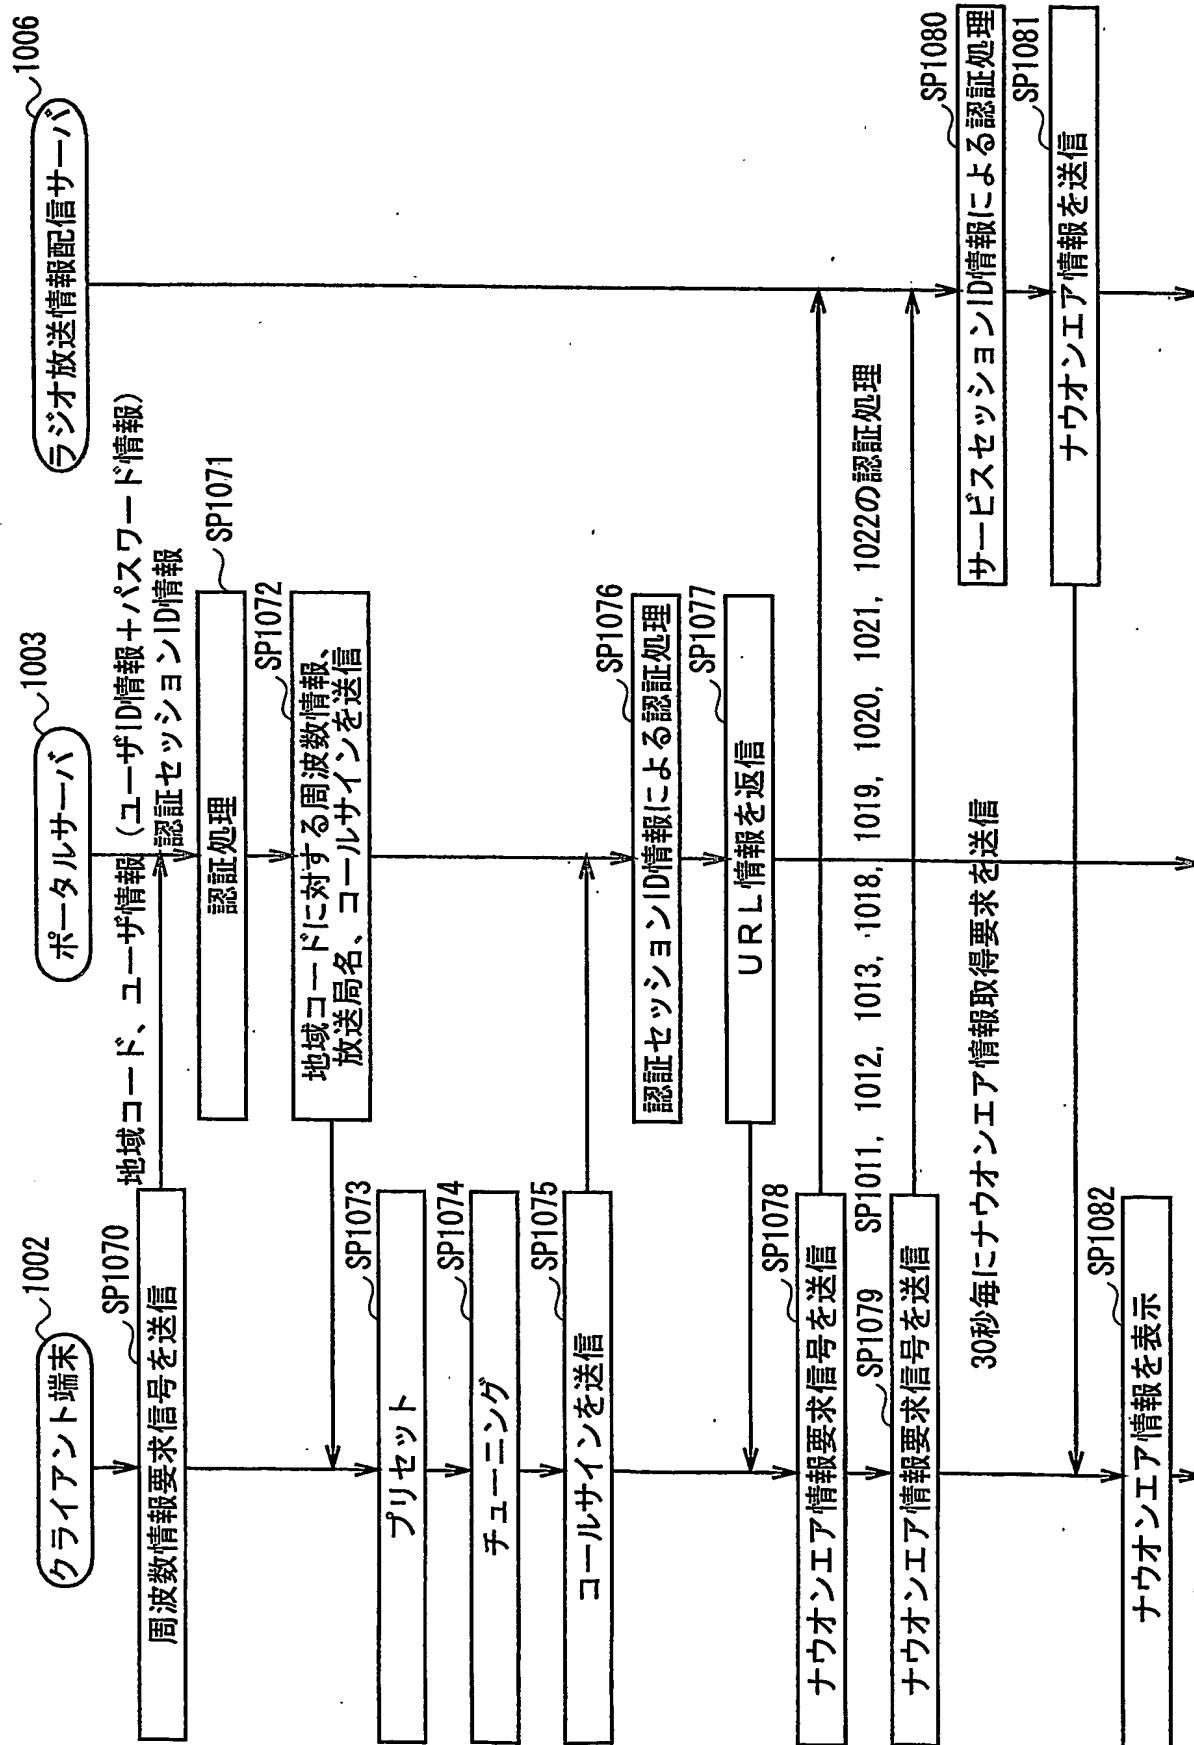 クライアント端末
1002
ポータルサーバ
1003
ラジオ放送情報配信サーバ
1006
SP1070
周波数情報要求信号を送信
地域コード、ユーザ情報(ユーザID情報+パスワード情報)
認証セッションID情報
SP1071
認証処理
SP1072
地域コードに対する周波数情報、
放送局名、コールサインを送信
SP1073
プリセット
SP1074
チューニング
SP1075
コールサインを送信
SP1076
認証セッションID情報による認証処理
SP1077
URL情報を返信
SP1078
ナウオンエア情報要求信号を送信
SP1011, 1012, 1013, 1018, 1019, 1020, 1021, 1022の認証処理
SP1079
ナウオンエア情報要求信号を送信
30秒毎にナウオンエア情報取得要求を送信
SP1080
サービスセッションID情報による認証処理
SP1081
ナウオンエア情報を送信
SP1082
ナウオンエア情報を表示